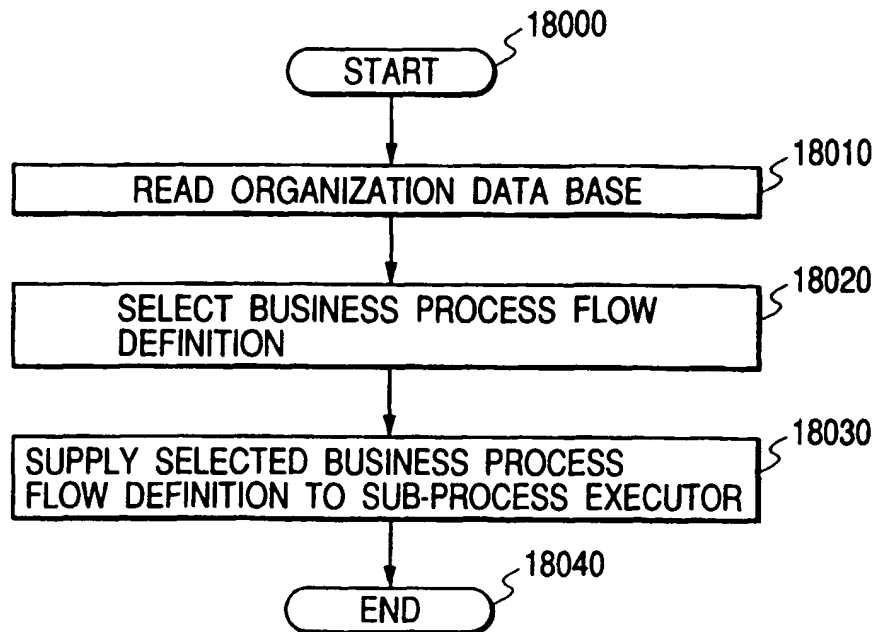 18000
START
18010
READ ORGANIZATION DATA BASE
18020
SELECT BUSINESS PROCESS FLOW
DEFINITION
18030
SUPPLY SELECTED BUSINESS PROCESS
FLOW DEFINITION TO SUB-PROCESS EXECUTOR
18040
END